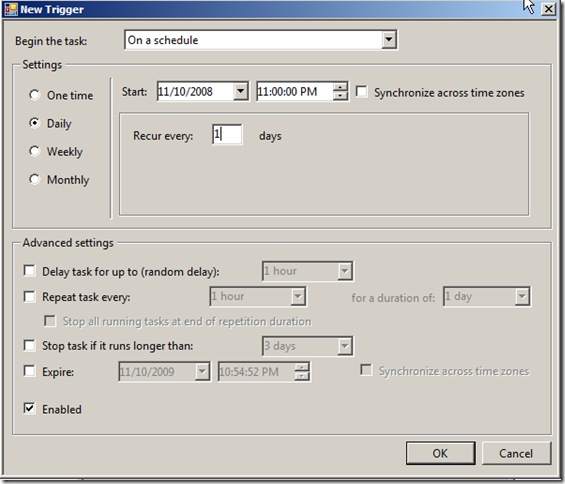 New Trigger
Begin the task: On a schedule
Settings
One time
Start: 11/10/2008 11:00:00 PM Synchronize across time zones
Daily
Recur every: 1 days
Weekly
Monthly
Advanced settings
Delay task for up to (random delay): 1 hour
Repeat task every: 1 hour for a duration of: 1 day
Stop all running tasks at end of repetition duration
Stop task if it runs longer than: 3 days
Expire: 11/10/2009 10:54:52 PM Synchronize across time zones
Enabled
OK Cancel